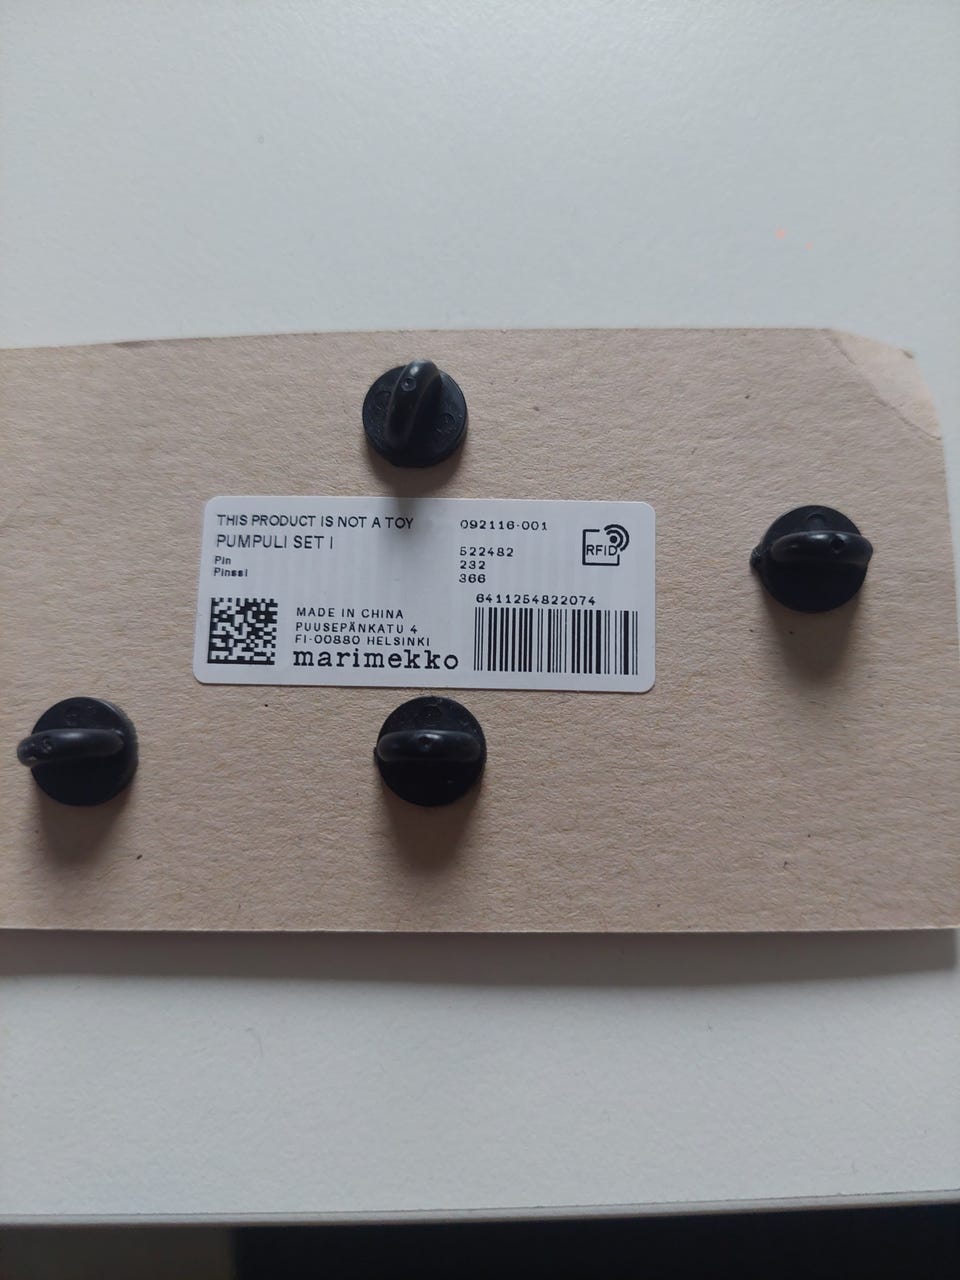 THIS PRODUCT IS NOT A TOY
PUMPULI SET I
Pin
Pinssi
092116-001
522482
232
366
RFID
6411254822074
MADE IN CHINA
PUUSEPÄNKATU 4
FI-00880 HELSINKI
marimekko